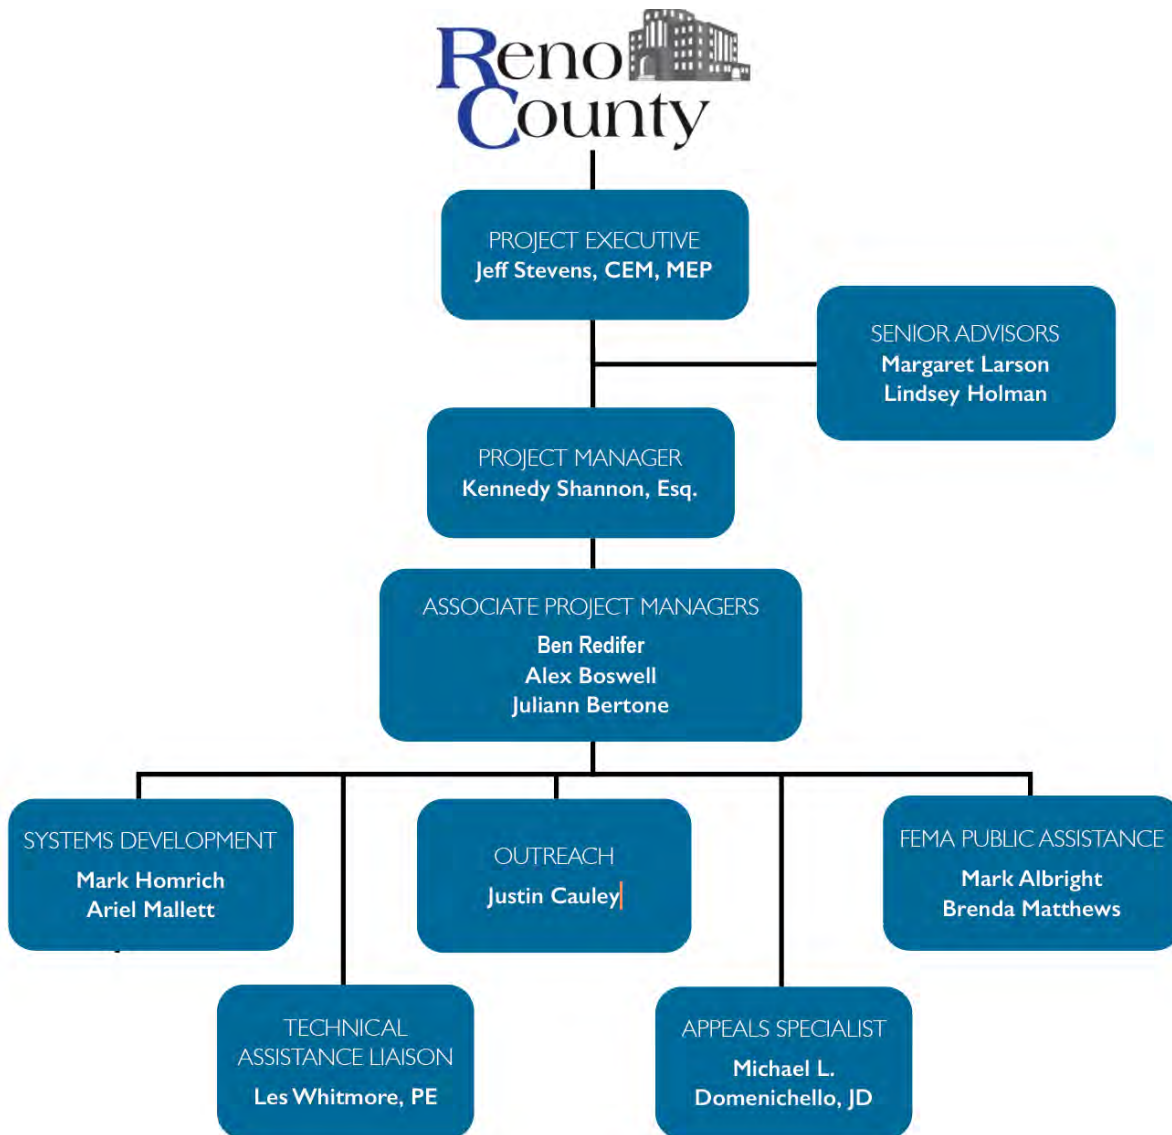 Reno
County
PROJECT EXECUTIVE
Jeff Stevens, CEM, MEP
SENIOR ADVISORS
Margaret Larson
Lindsey Holman
PROJECT MANAGER
Kennedy Shannon, Esq.
ASSOCIATE PROJECT MANAGERS
Ben Redifer
Alex Boswell
Juliann Bertone
SYSTEMS DEVELOPMENT
Mark Homrich
Ariel Mallett
OUTREACH
Justin Cauley
FEMA PUBLIC ASSISTANCE
Mark Albright
Brenda Matthews
TECHNICAL
ASSISTANCE LIAISON
Les Whitmore, PE
APPEALS SPECIALIST
Michael L.
Domenichello, JD